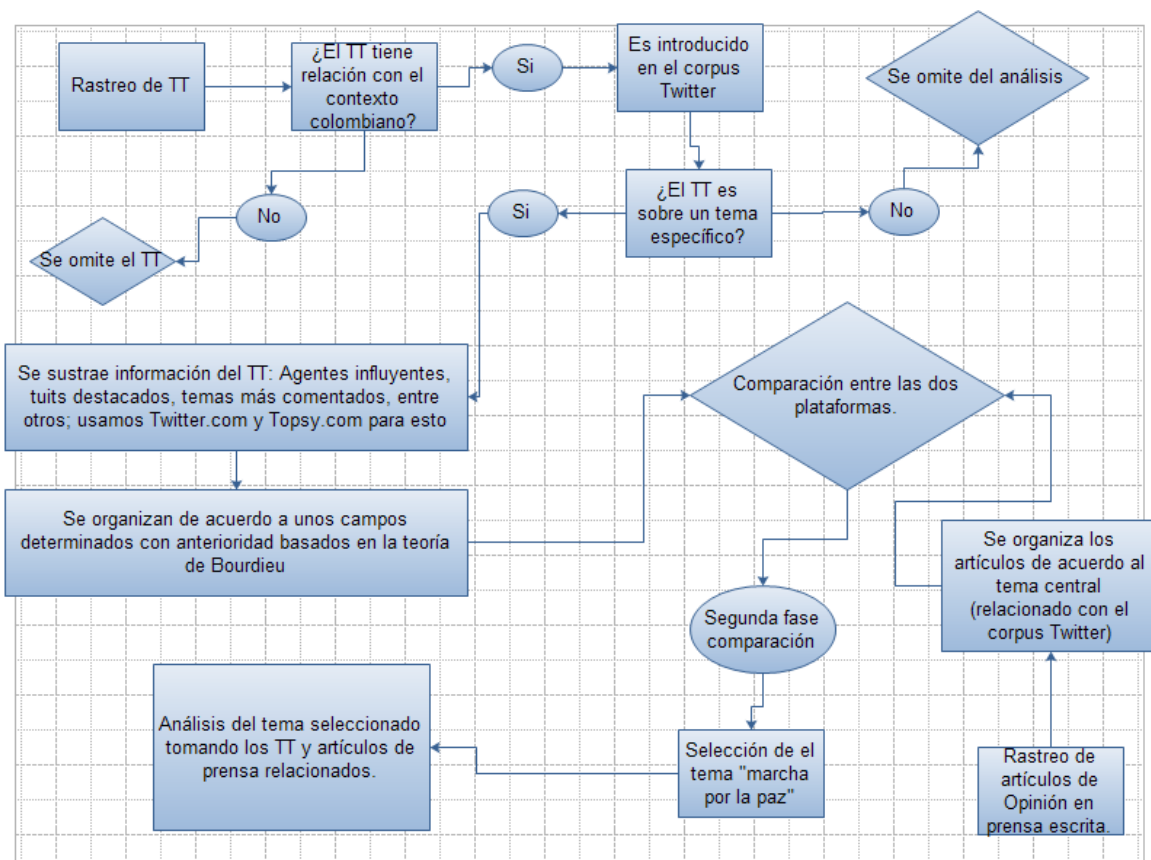 Rastreo de TT
¿El TT tiene
relación con el
contexto
colombiano?
Si
Es introducido
en el corpus
Twitter
Se omite del análisis
No
Se omite el TT
¿El TT es
sobre un tema
específico?
Si
No
Se sustrae información del TT: Agentes influyentes,
tuits destacados, temas más comentados, entre
otros; usamos Twitter.com y Topsy.com para esto
Se organizan de acuerdo a unos campos
determinados con anterioridad basados en la teoría
de Bourdieu
Comparación entre las dos
plataformas.
Se organiza los
artículos de acuerdo al
tema central
(relacionado con el
corpus Twitter)
Segunda fase
comparación
Análisis del tema seleccionado
tomando los TT y artículos de
prensa relacionados.
Selección de el
tema "marcha
por la paz"
Rastreo de
artículos de
Opinión en
prensa escrita.